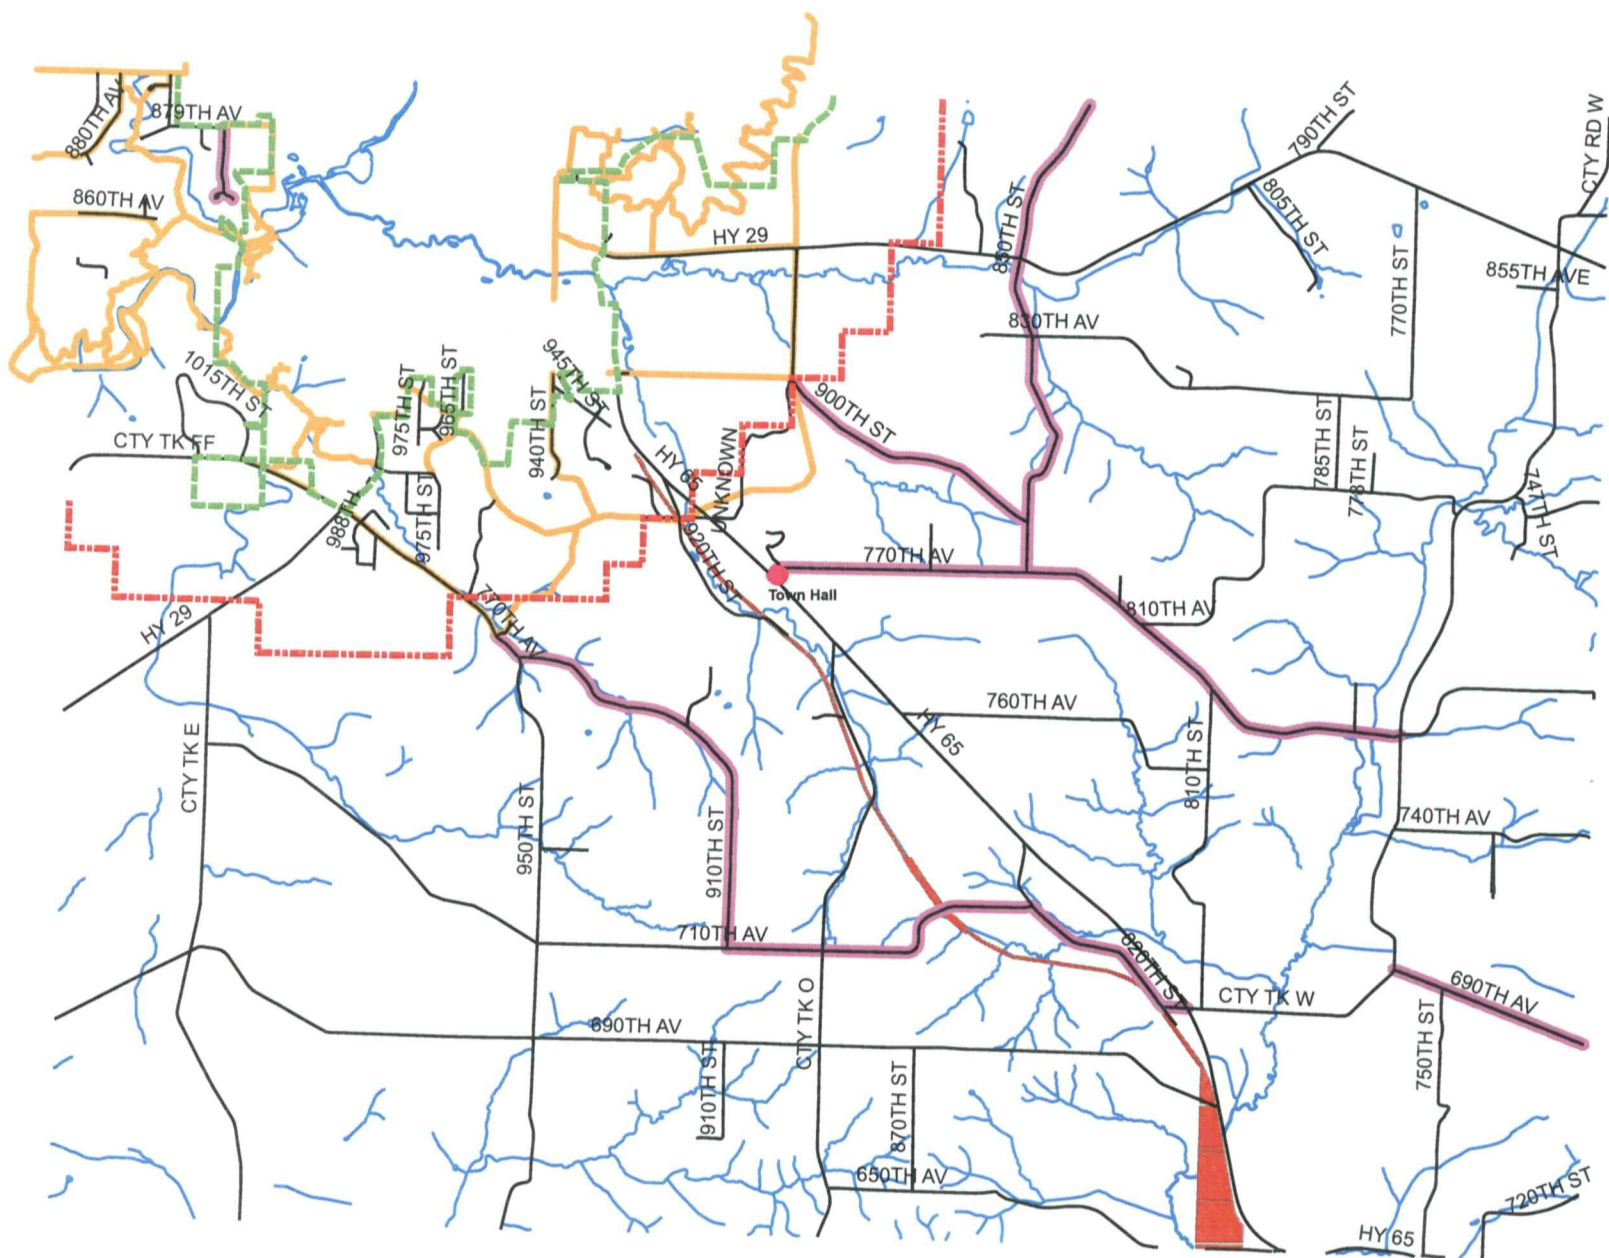 880TH AV
879TH AV
860TH AV
790TH ST
CTY RD W
805TH ST
HY 29
850TH ST
770TH ST
855TH AVE
830TH AV
1015TH ST
975TH ST
965TH ST
945TH ST
940TH ST
900TH ST
CTY TK FF
HY 65
UNKNOWN
785TH ST
778TH ST
747TH ST
988TH
975TH ST
920TH ST
770TH AV
Town Hall
810TH AV
HY 29
770TH AV
760TH AV
HY 65
810TH ST
CTY TK E
950TH ST
910TH ST
740TH AV
710TH AV
820TH ST
CTY TK W
690TH AV
690TH AV
CTY TK O
910TH ST
870TH ST
750TH ST
650TH AV
720TH ST
HY 65